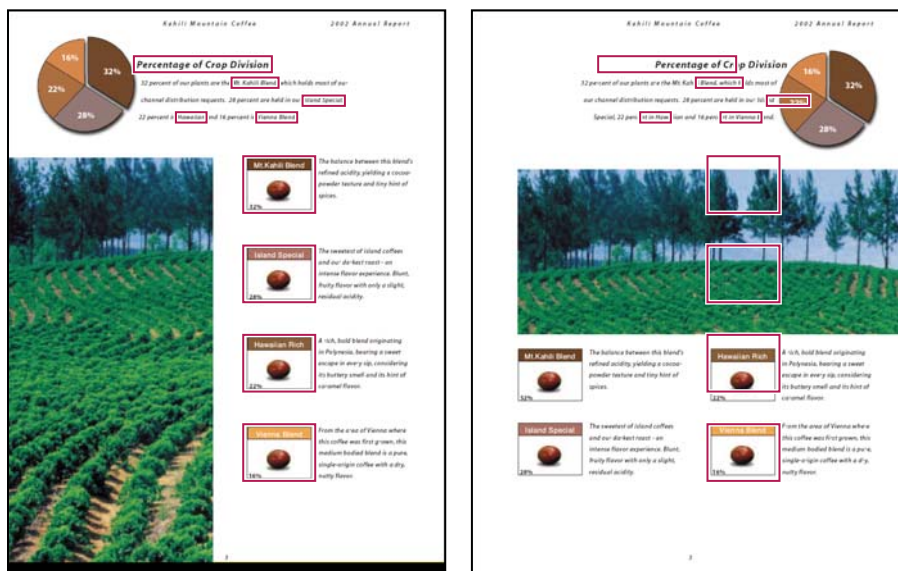 Kahili Mountain Coffee 2002 Annual Report
16%
32%
22%
28%
Percentage of Crop Division
32 percent of our plants are the Mt. Kahili Blend which holds most of our
channel distribution requests. 28 percent are held in our Island Special
22 percent is Hawaiian and 16 percent is Vienna Blend
Mt.Kahili Blend
32%
The balance between this blend's
refined acidity, yielding a cocoa-
powder texture and tiny hint of
spices.
Island Special
28%
The sweetest of island coffees
and our darkest roast - an
intense flavor experience. Blunt,
fruity flavor with only a slight,
residual acidity.
Hawaiian Rich
22%
A rich, bold blend originating
in Polynesia, bearing a sweet
escape in every sip, considering
its buttery smell and its hint of
caramel flavor.
Vienna Blend
16%
From the area of Vienna where
this coffee was first grown, this
medium bodied blend is a pure,
single-origin coffee with a dry,
nutty flavor.
3
Kahili Mountain Coffee 2002 Annual Report
Percentage of Crop Division
32 percent of our plants are the Mt. Kah Blend, which lds most of
our channel distribution requests. 28 percent are held in our
Special, 22 perc nt in Haw iian and 16 perc nt in Vienna end.
16%
32%
22%
28%
Mt.Kahili Blend
32%
The balance between this blend's
refined acidity, yielding a cocoa-
powder texture and tiny hint of
spices.
Hawaiian Rich
22%
A rich, bold blend originating
in Polynesia, bearing a sweet
escape in every sip, considering
its buttery smell and its hint of
caramel flavor.
Island Special
28%
The sweetest of island coffees
and our darkest roast - an
intense flavor experience. Blunt,
fruity flavor with only a slight,
residual acidity.
Vienna Blend
16%
From the area of Vienna where
this coffee was first grown, this
medium bodied blend is a pure,
single-origin coffee with a dry,
nutty flavor.
3